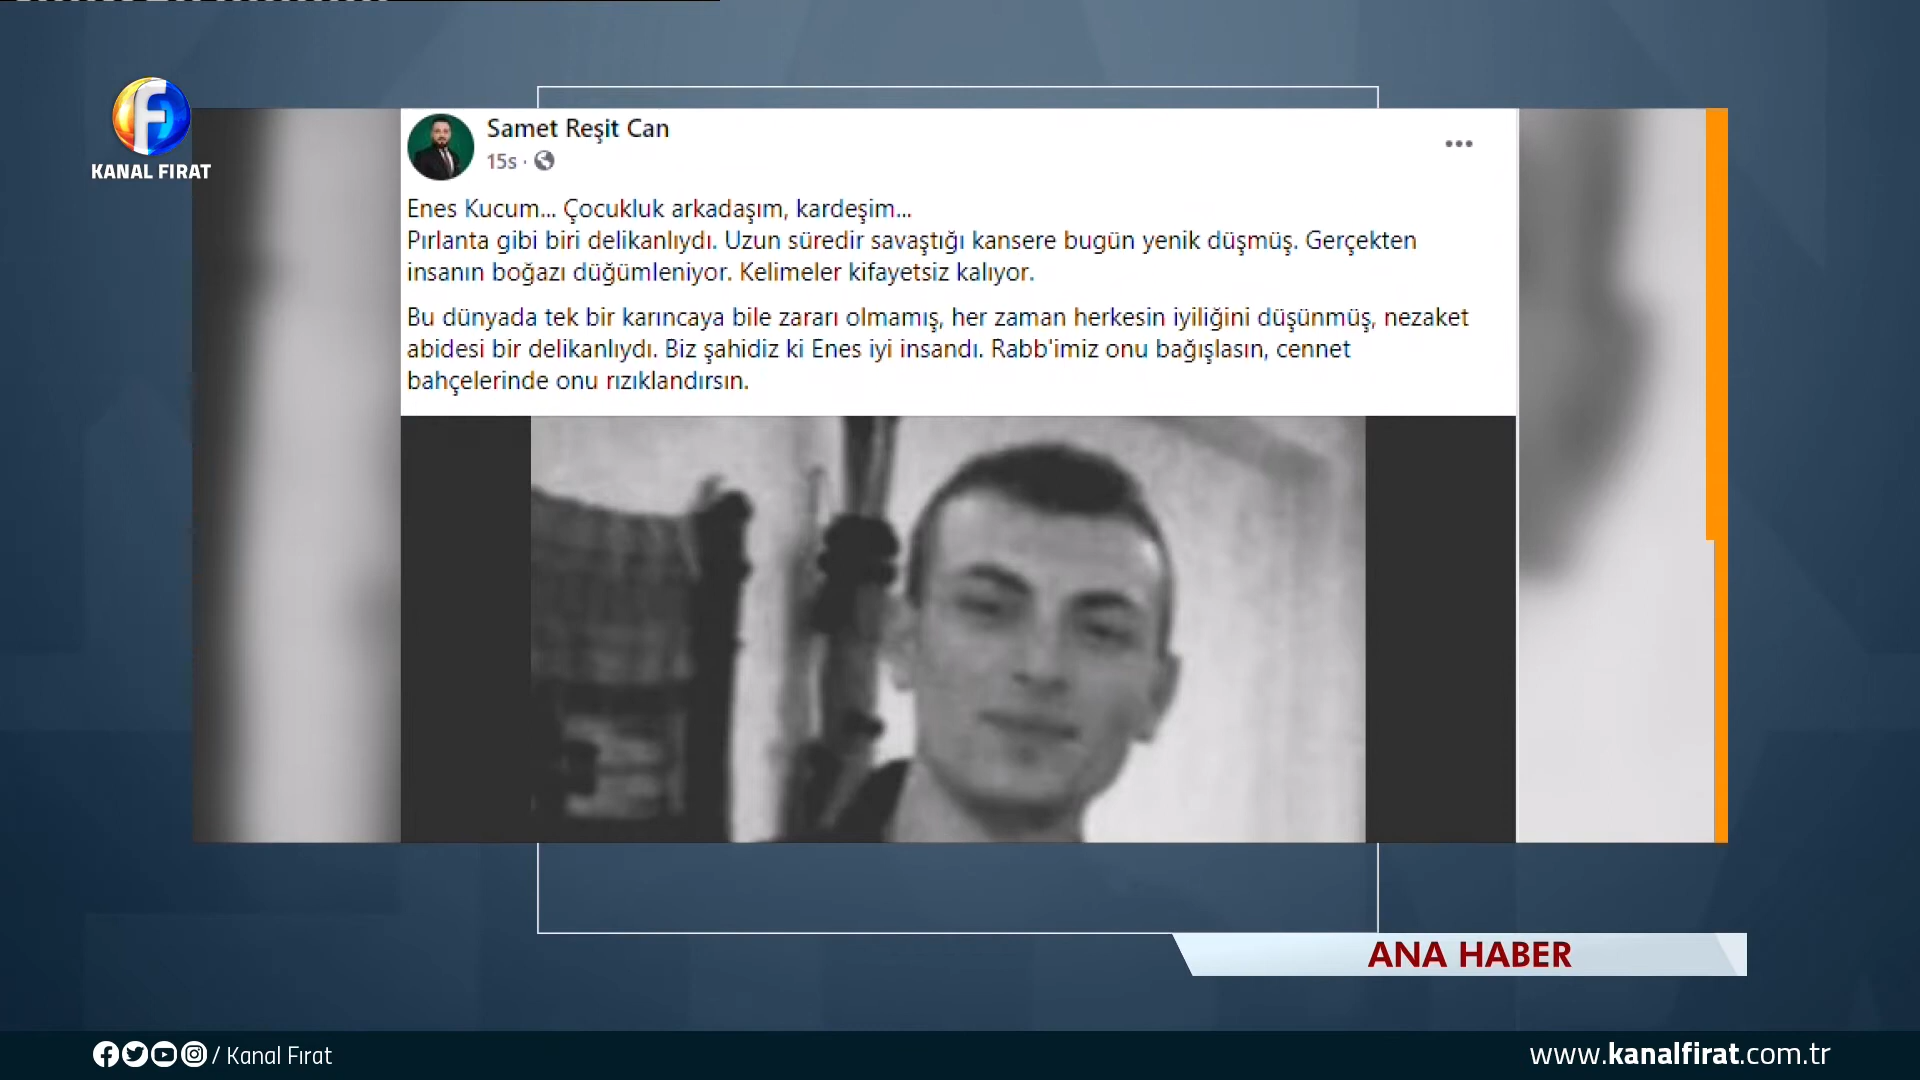 F
KANAL FIRAT
Samet Reşit Can
15s ·
Enes Kucum... Çocukluk arkadaşım, kardeşim...
Pırlanta gibi biri delikanlıydı. Uzun süredir savaştığı kansere bugün yenik düşmüş. Gerçekten
insanın boğazı düğümleniyor. Kelimeler kifayetsiz kalıyor.
Bu dünyada tek bir karıncaya bile zararı olmamış, her zaman herkesin iyiliğini düşünmüş, nezaket
abidesi bir delikanlıydı. Biz şahidiz ki Enes iyi insandı. Rabb'imiz onu bağışlasın, cennet
bahçelerinde onu rızıklandırsın.
ANA HABER
/ Kanal Fırat
www.kanalfirat.com.tr